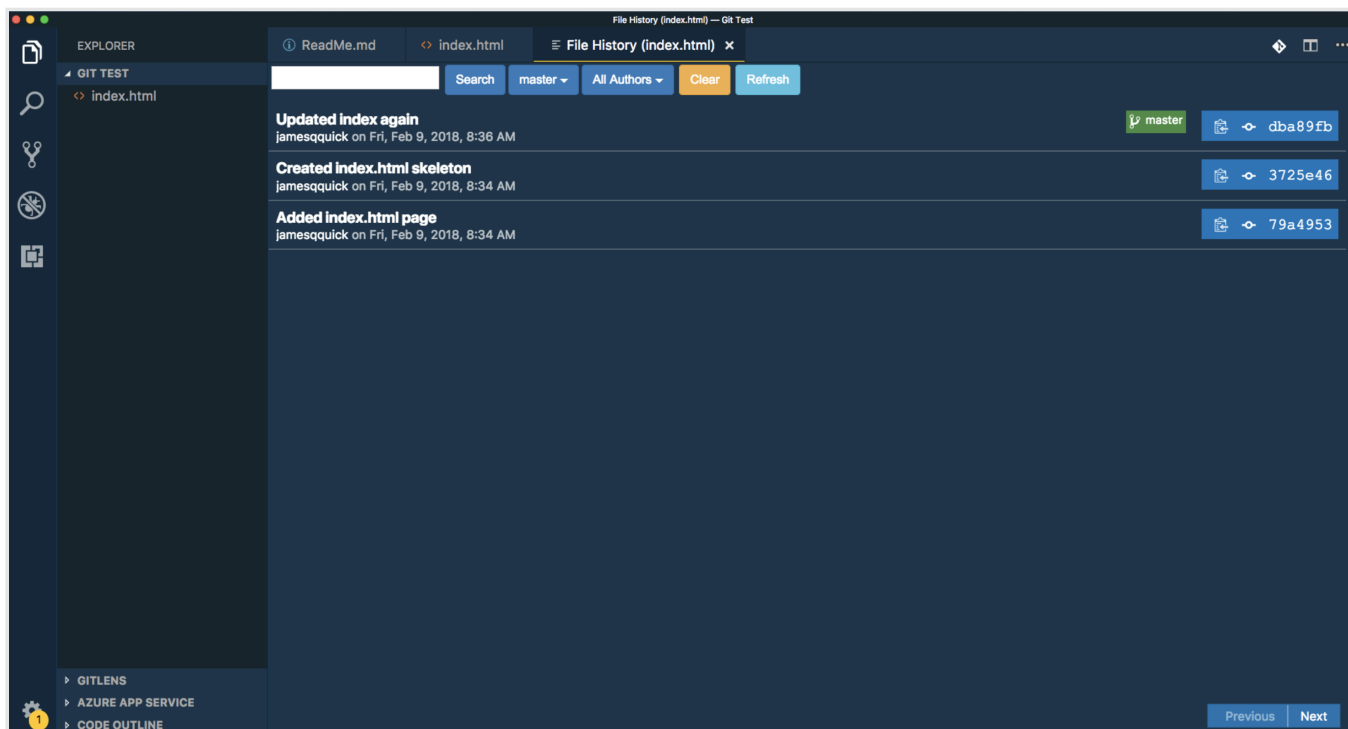 File History (index.html) — Git Test
EXPLORER
ReadMe.md
index.html
File History (index.html)
GIT TEST
index.html
Search
master
All Authors
Clear
Refresh
Updated index again
jamesqquick on Fri, Feb 9, 2018, 8:36 AM
master
dba89fb
Created index.html skeleton
jamesqquick on Fri, Feb 9, 2018, 8:34 AM
3725e46
Added index.html page
jamesqquick on Fri, Feb 9, 2018, 8:34 AM
79a4953
GITLENS
AZURE APP SERVICE
CODE OUTLINE
1
Previous
Next